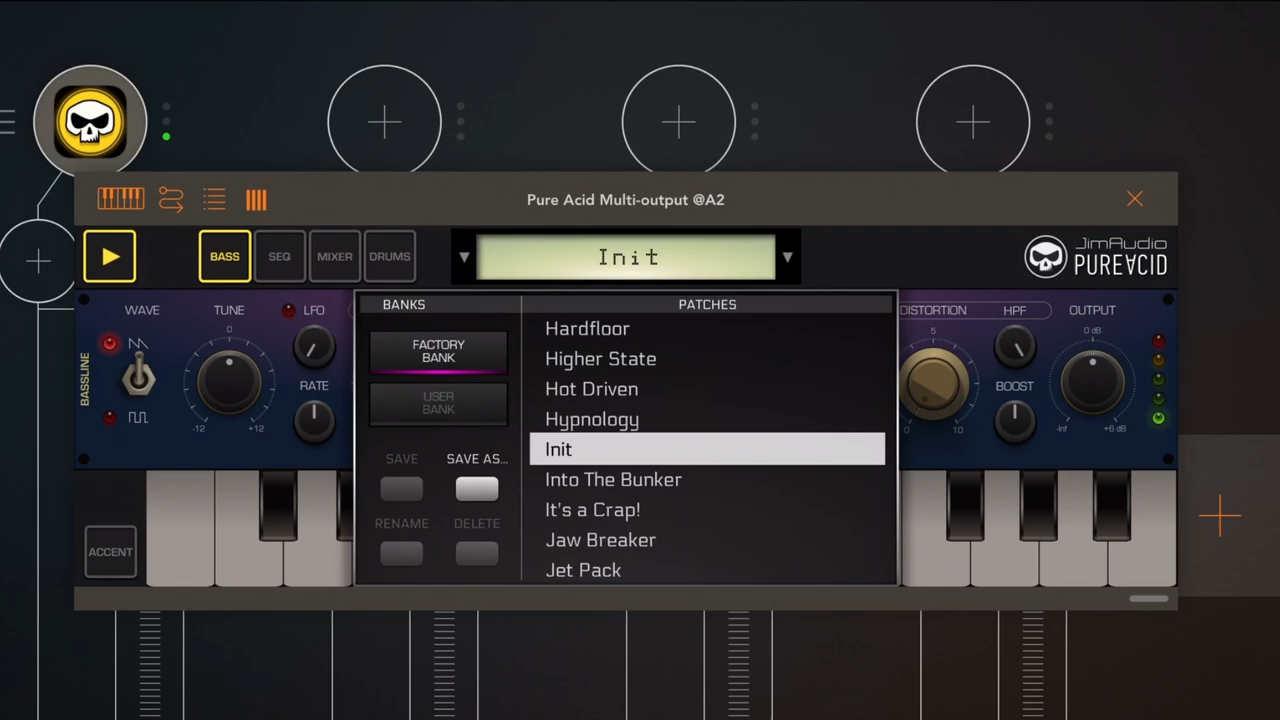 Pure Acid Multi-output @A2
BASS
SEQ
MIXER
DRUMS
Init
JimAudio
PURE∀CID
BASSLINE
WAVE
TUNE
0
-12
+12
LFO
RATE
BANKS
FACTORY
BANK
USER
BANK
SAVE
SAVE AS...
RENAME
DELETE
PATCHES
Hardfloor
Higher State
Hot Driven
Hypnology
Init
Into The Bunker
It's a Crap!
Jaw Breaker
Jet Pack
DISTORTION
5
0
10
HPF
BOOST
OUTPUT
0 dB
-Inf
+6 dB
ACCENT